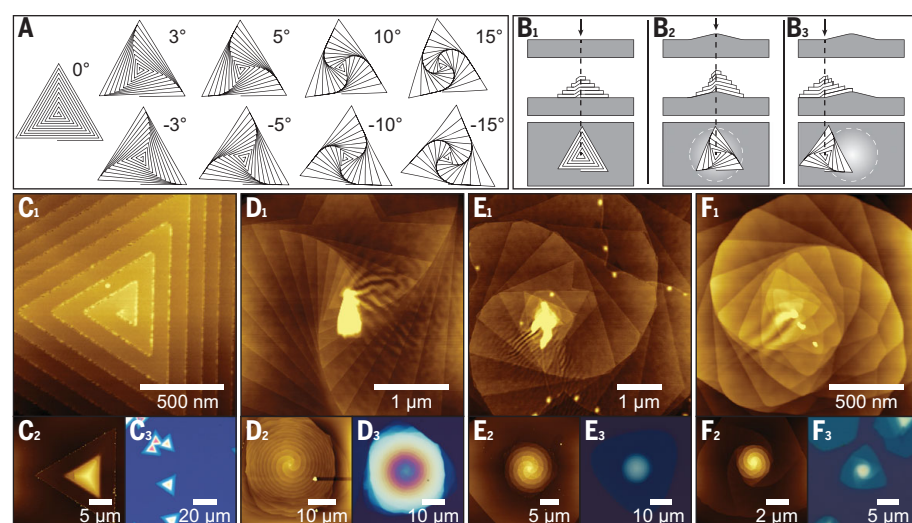 A
0°
3°
5°
10°
15°
-3°
-5°
-10°
-15°
B1
B2
B3
C1
500 nm
D1
1 µm
E1
1 µm
F1
500 nm
C2
5 µm
C3
20 µm
D2
10 µm
D3
10 µm
E2
5 µm
E3
10 µm
F2
2 µm
F3
5 µm